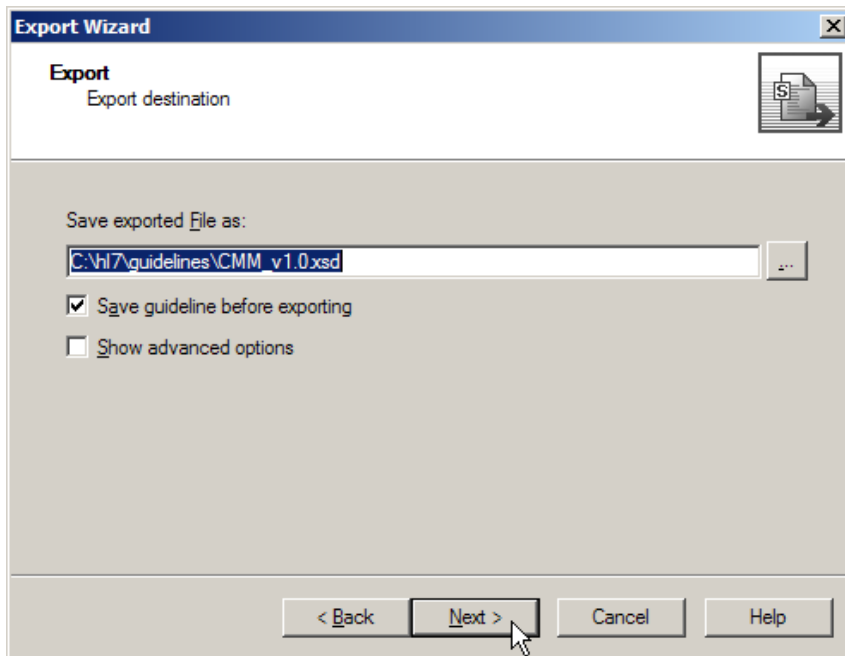 Export Wizard
Export
Export destination
S
Save exported File as:
C:\hl7\guidelines\CMM_v1.0.xsd
...
Save guideline before exporting
Show advanced options
< Back
Next >
Cancel
Help